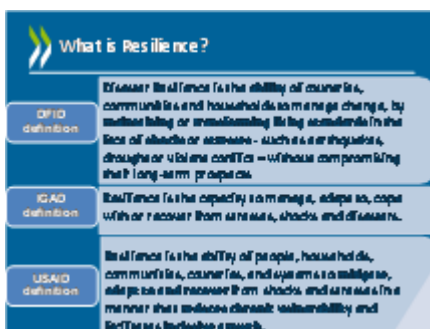 What is Resilience?
DFID
definition
Disaster Resilience is the ability of countries,
communities and households to manage change, by
maintaining or transforming living standards in the
face of shocks or stresses - such as earthquakes,
drought or violent conflict – without compromising
their long-term prospects
IGAD
definition
Resilience is the capacity to manage, adapt to, cope
with or recover from stresses, shocks and disasters.
USAID
definition
Resilience is the ability of people, households,
communities, countries, and systems to mitigate,
adapt to and recover from shocks and stresses in a
manner that reduces chronic vulnerability and
facilitates inclusive growth.